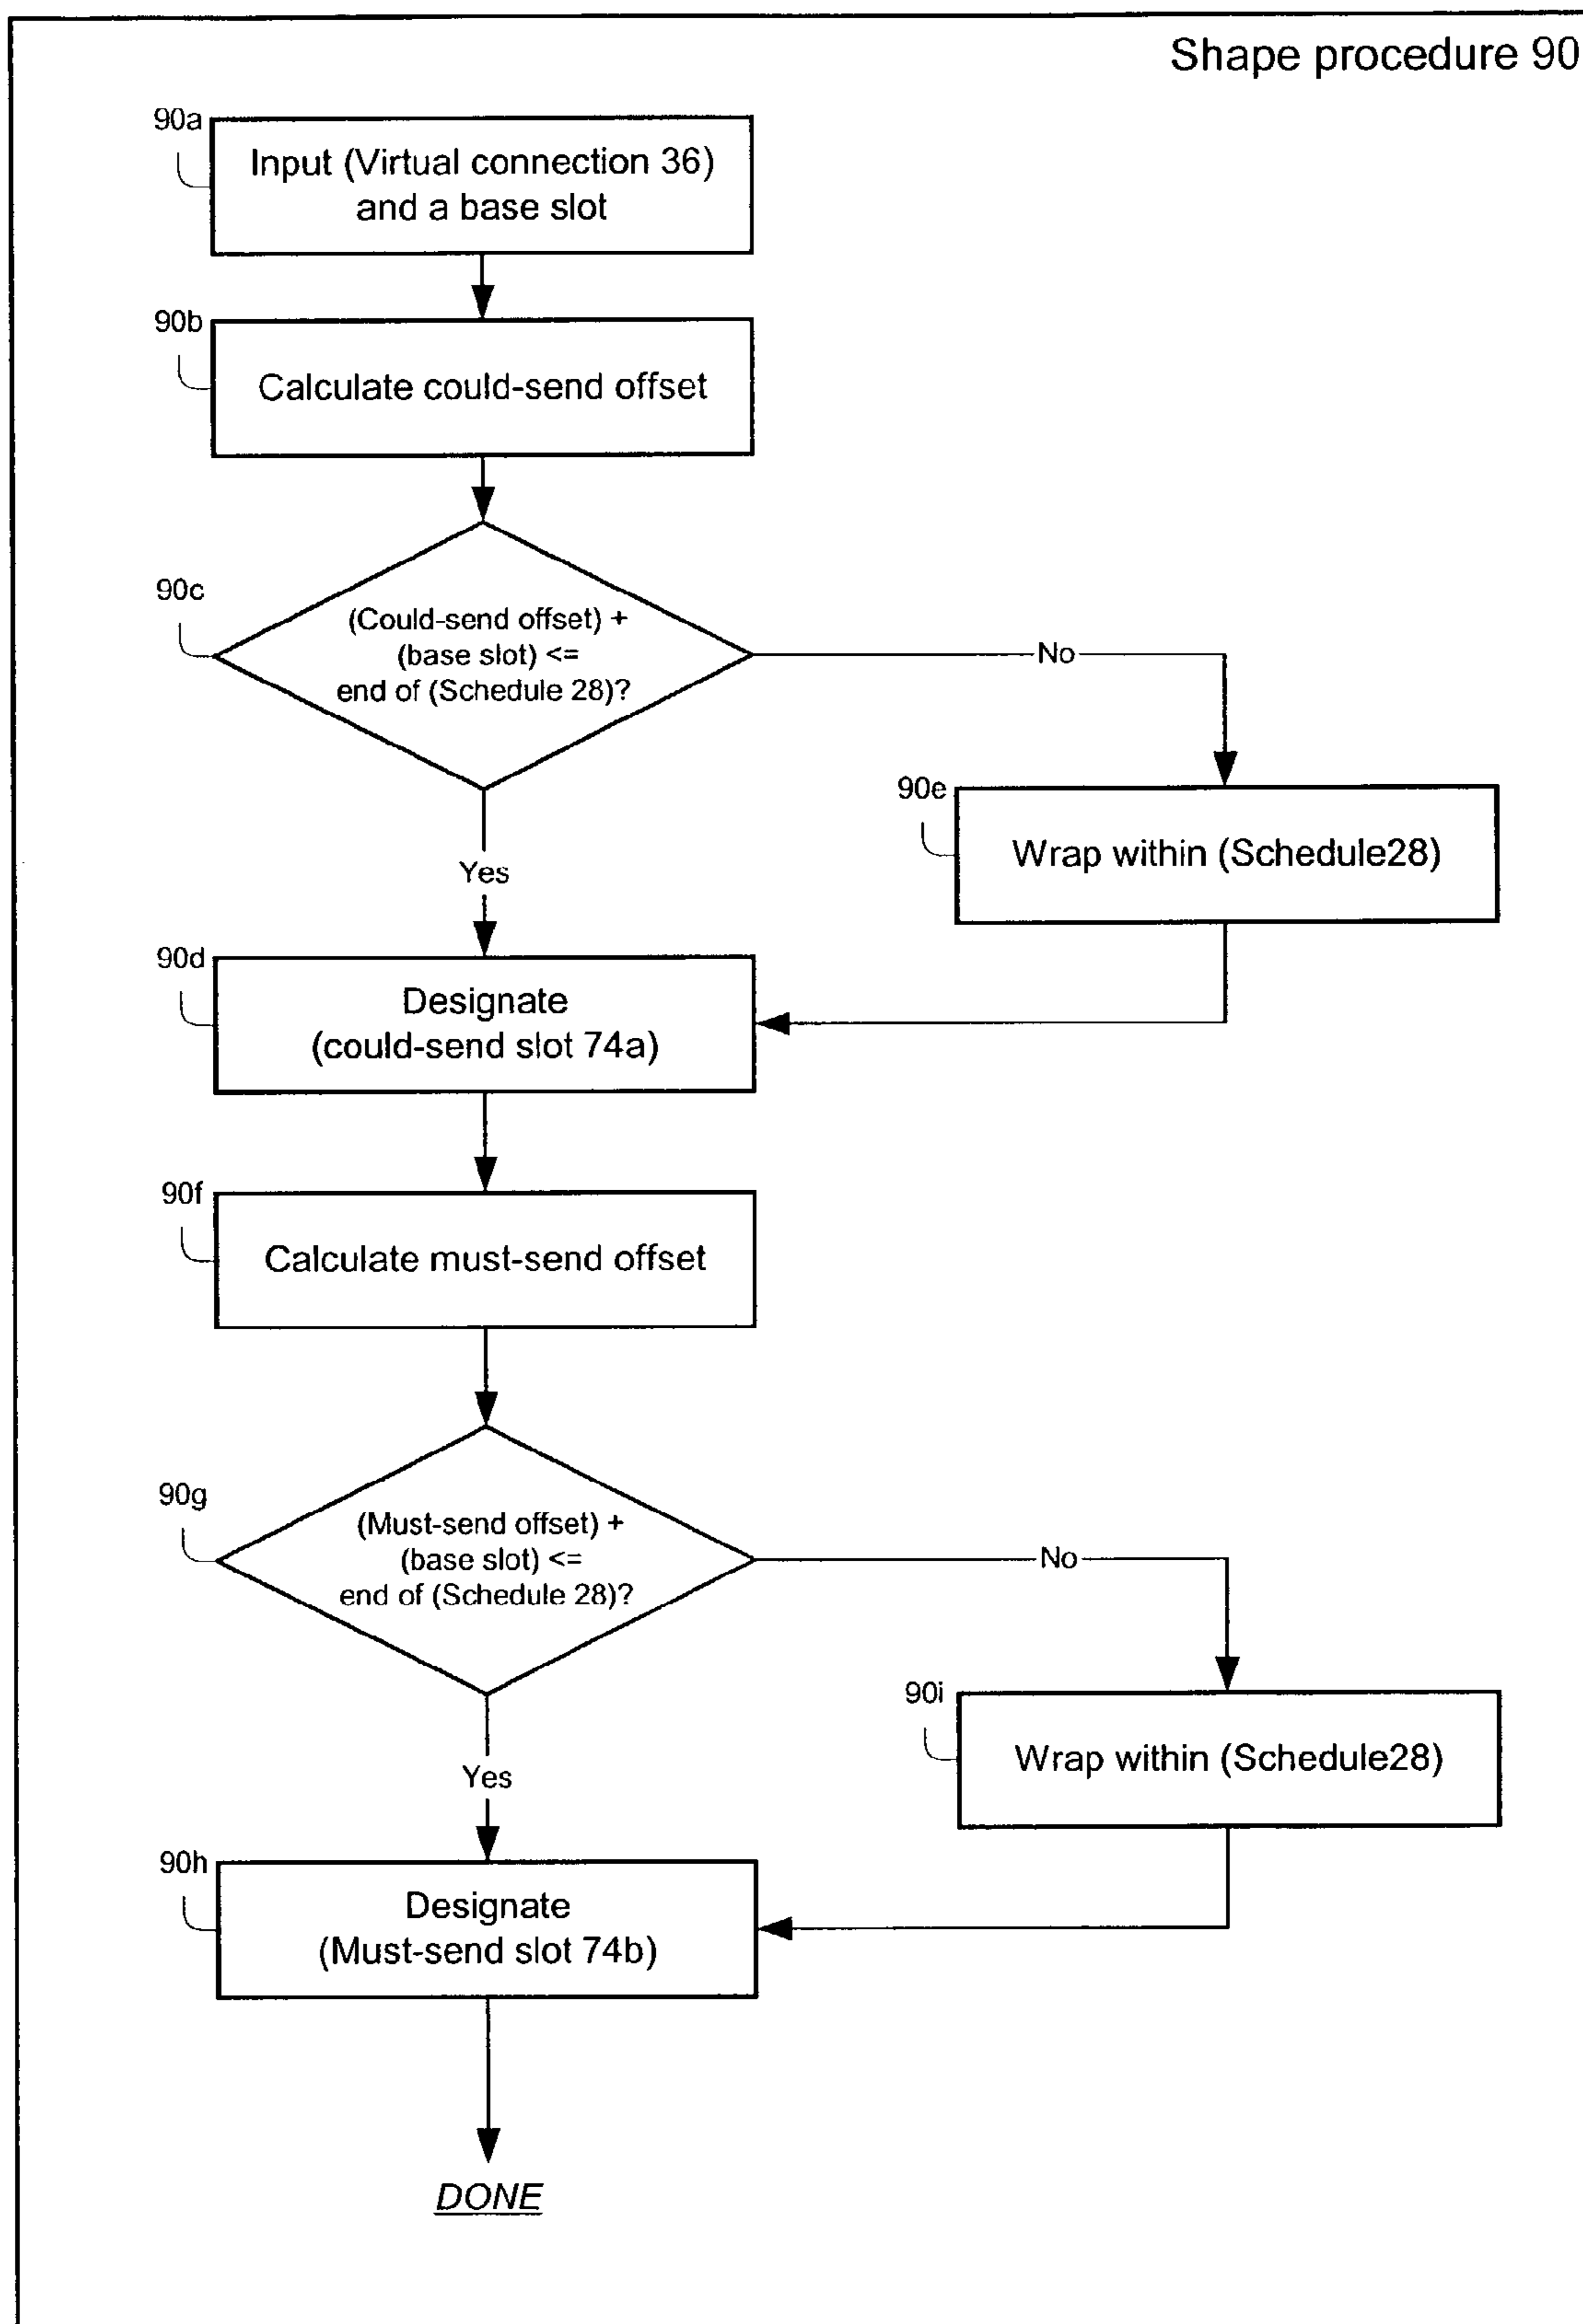 Shape procedure 90
90a
Input (Virtual connection 36)
and a base slot
90b
Calculate could-send offset
90c
(Could-send offset) +
(base slot) <=
end of (Schedule 28)?
No
90e
Wrap within (Schedule28)
Yes
90d
Designate
(could-send slot 74a)
90f
Calculate must-send offset
90g
(Must-send offset) +
(base slot) <=
end of (Schedule 28)?
No
90i
Wrap within (Schedule28)
Yes
90h
Designate
(Must-send slot 74b)
DONE